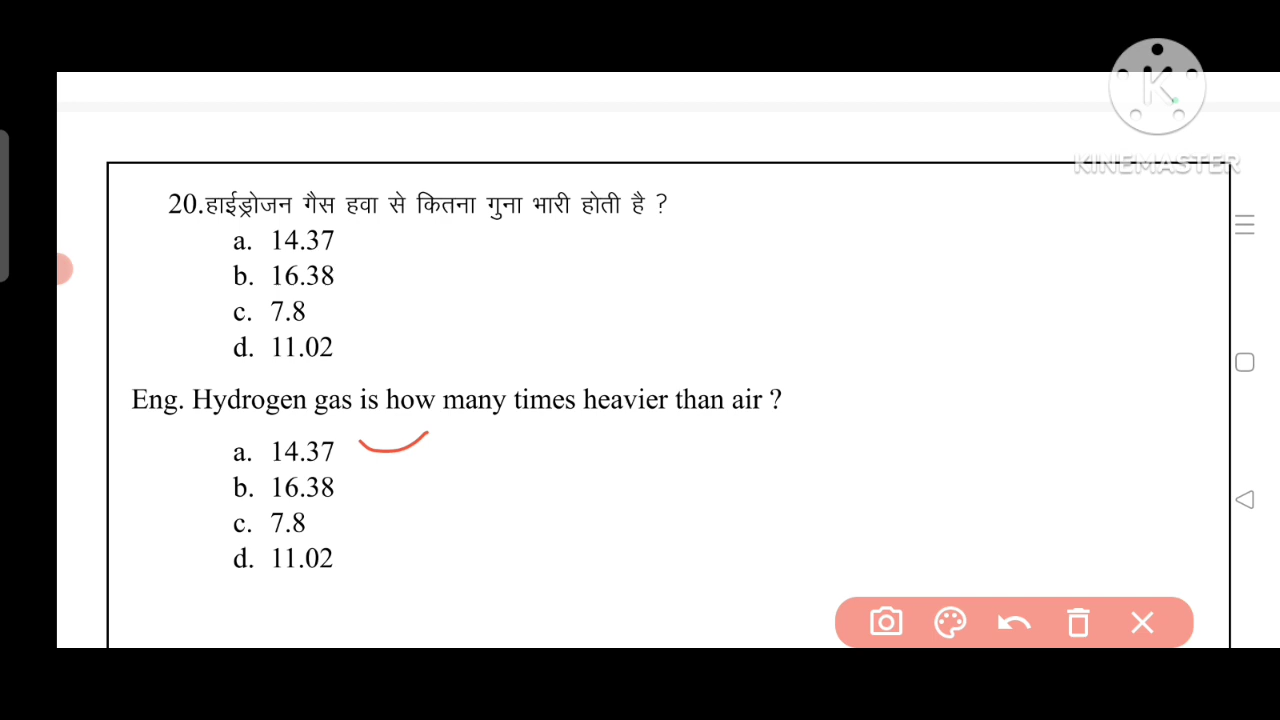 KINEMASTER
20.हाईड्रोजन गैस हवा से कितना गुना भारी होती है ?
a. 14.37
b. 16.38
c. 7.8
d. 11.02
Eng. Hydrogen gas is how many times heavier than air ?
a. 14.37
b. 16.38
c. 7.8
d. 11.02